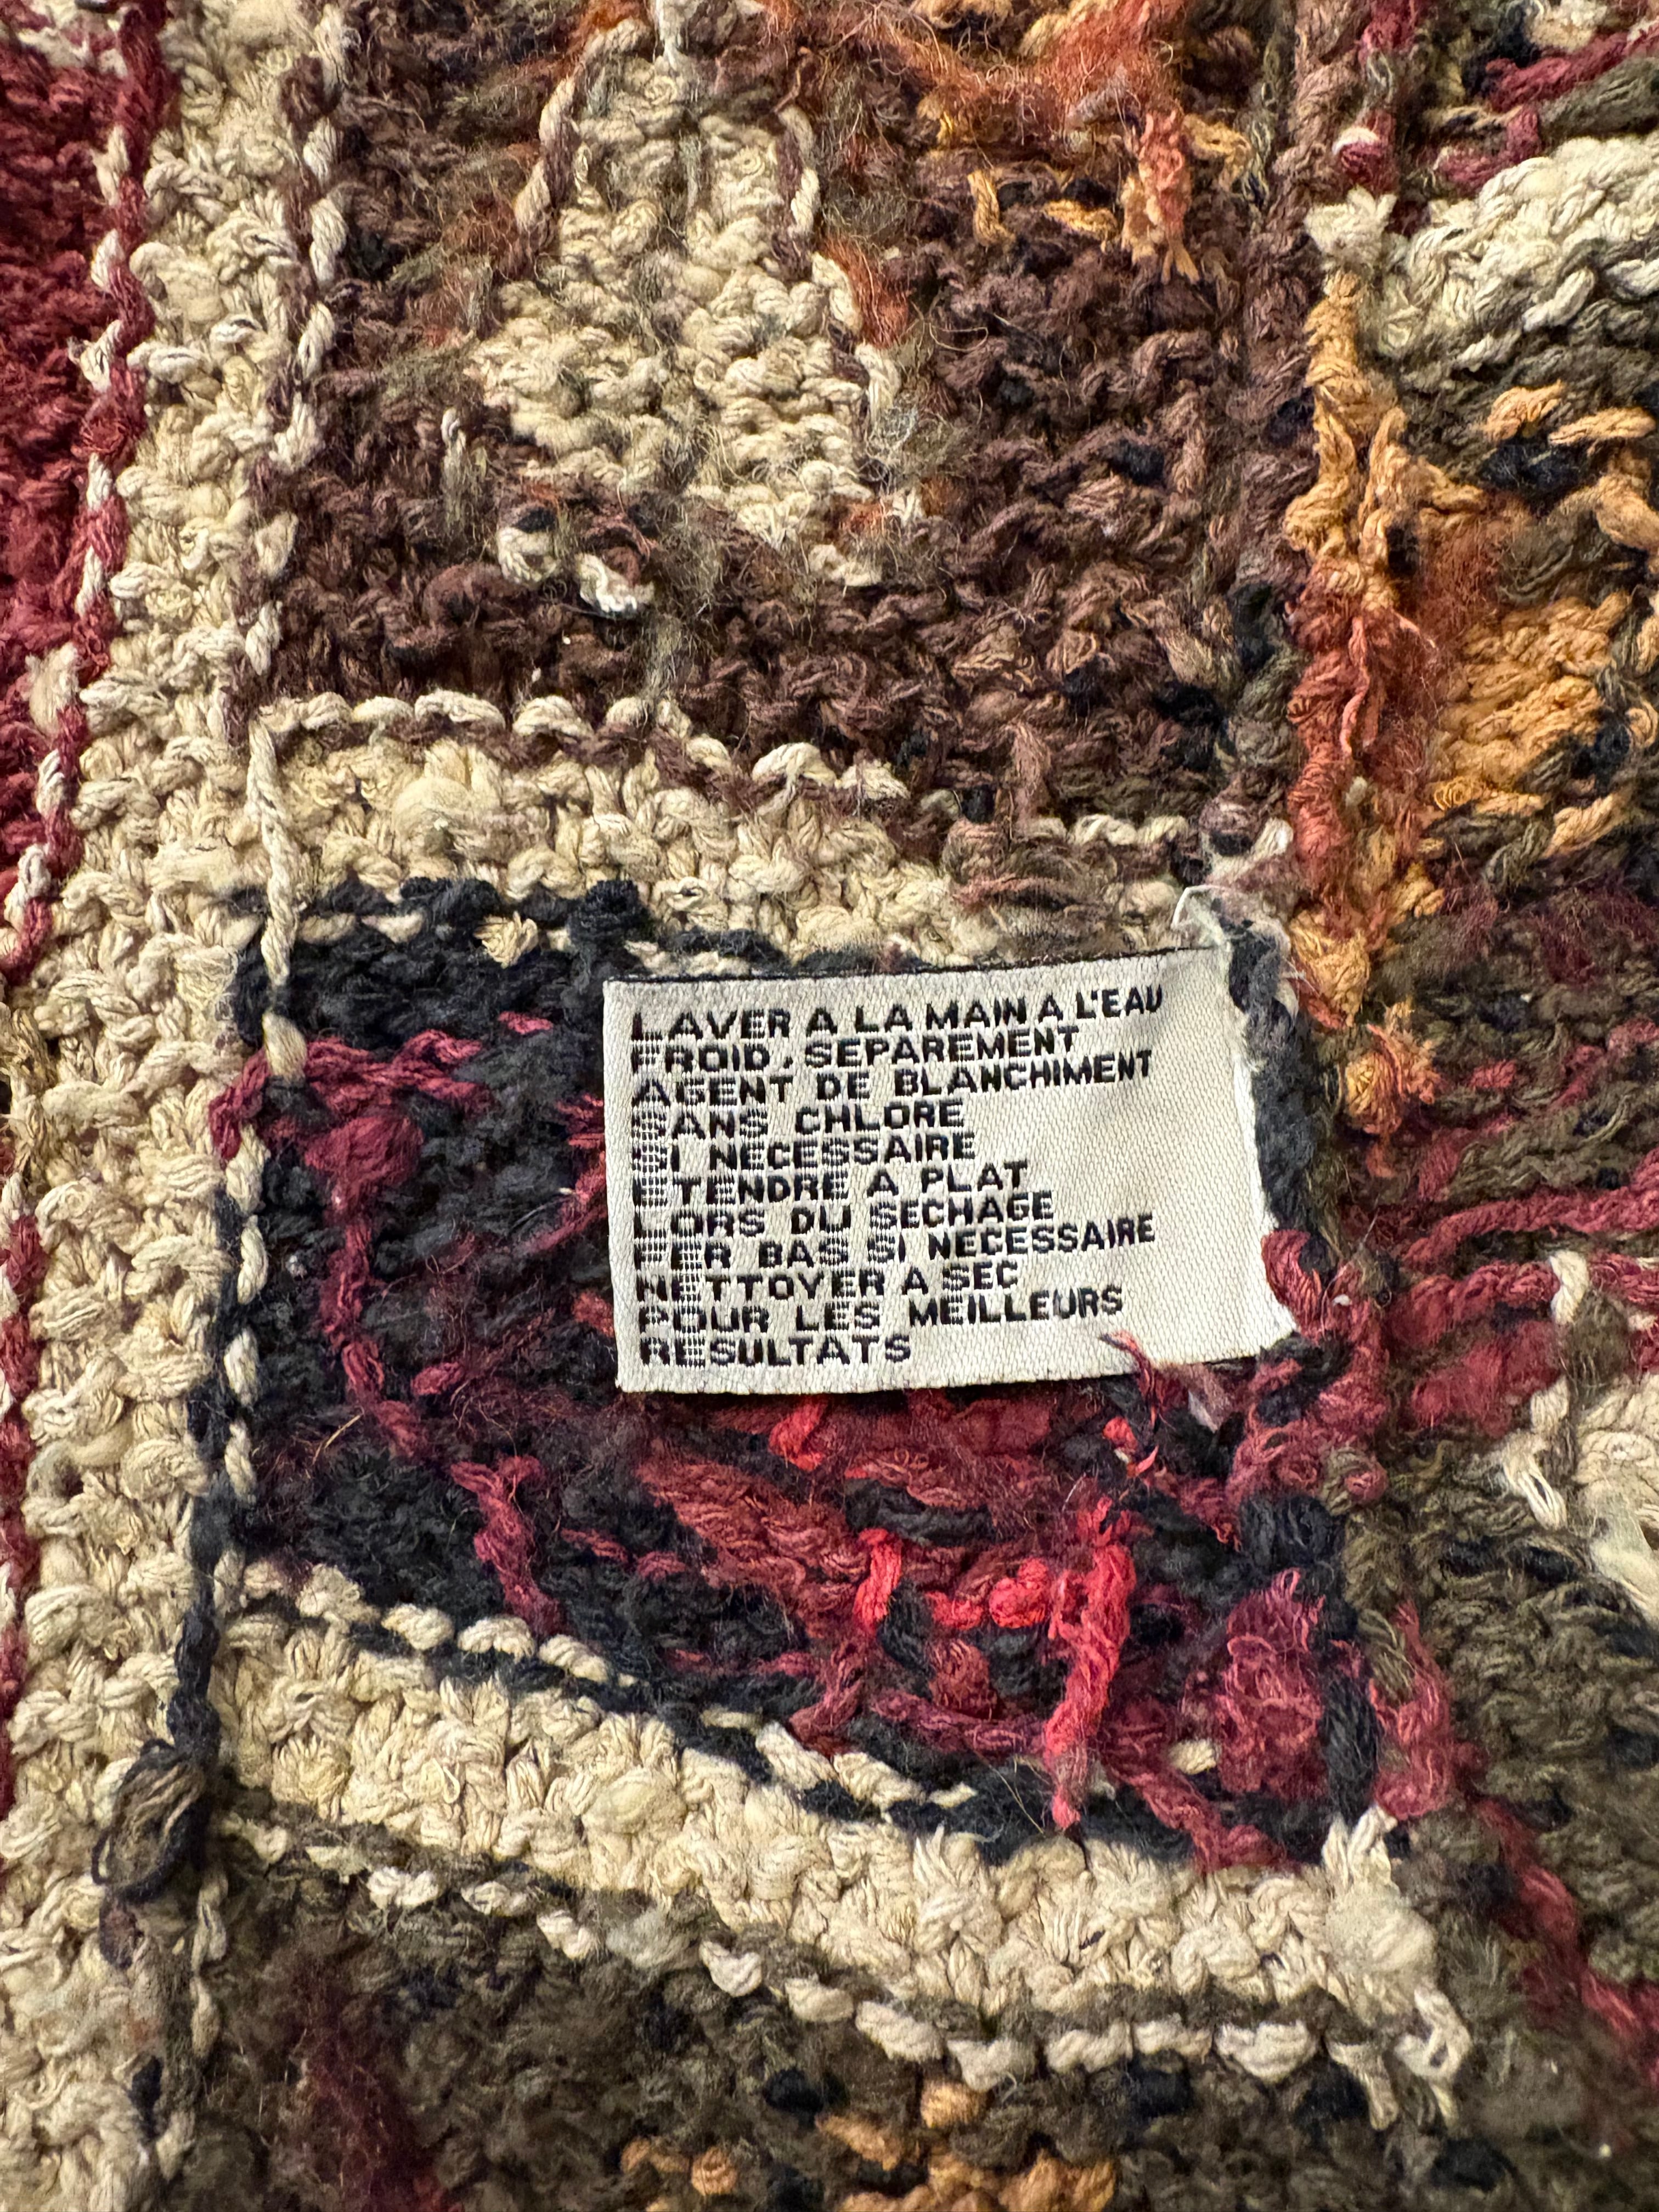 LAVER A LA MAIN A L'EAU
FROID, SEPAREMENT
AGENT DE BLANCHIMENT
SANS CHLORE
SI NECESSAIRE
ETENDRE A PLAT
LORS DU SECHAGE
FER BAS SI NECESSAIRE
NETTOYER A SEC
POUR LES MEILLEURS
RESULTATS